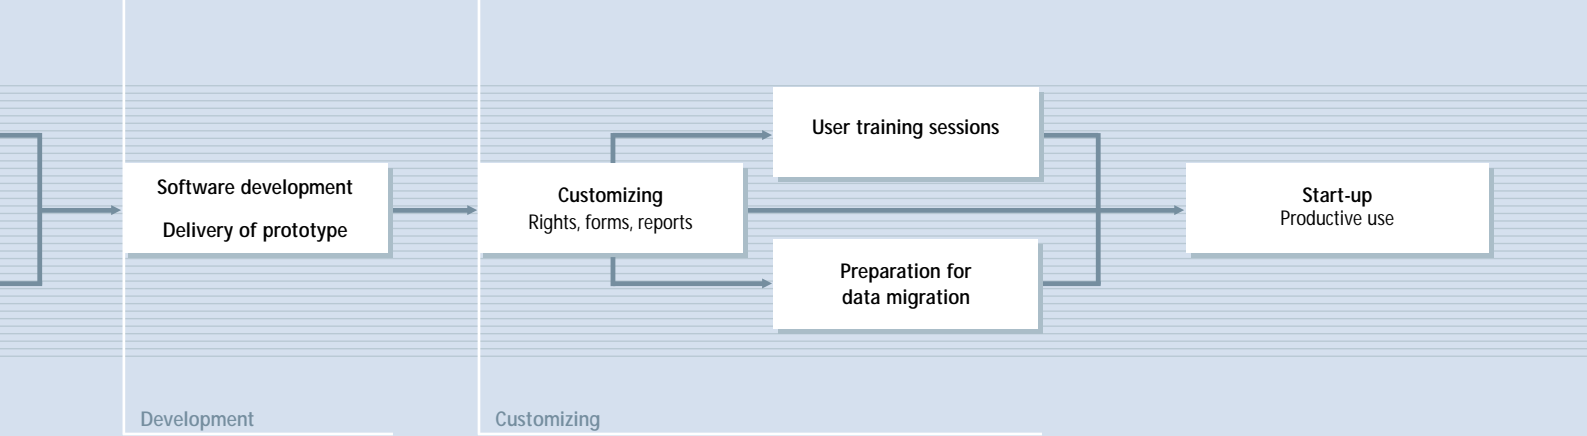 Software development
Delivery of prototype
Customizing
Rights, forms, reports
User training sessions
Preparation for
data migration
Start-up
Productive use
Development
Customizing